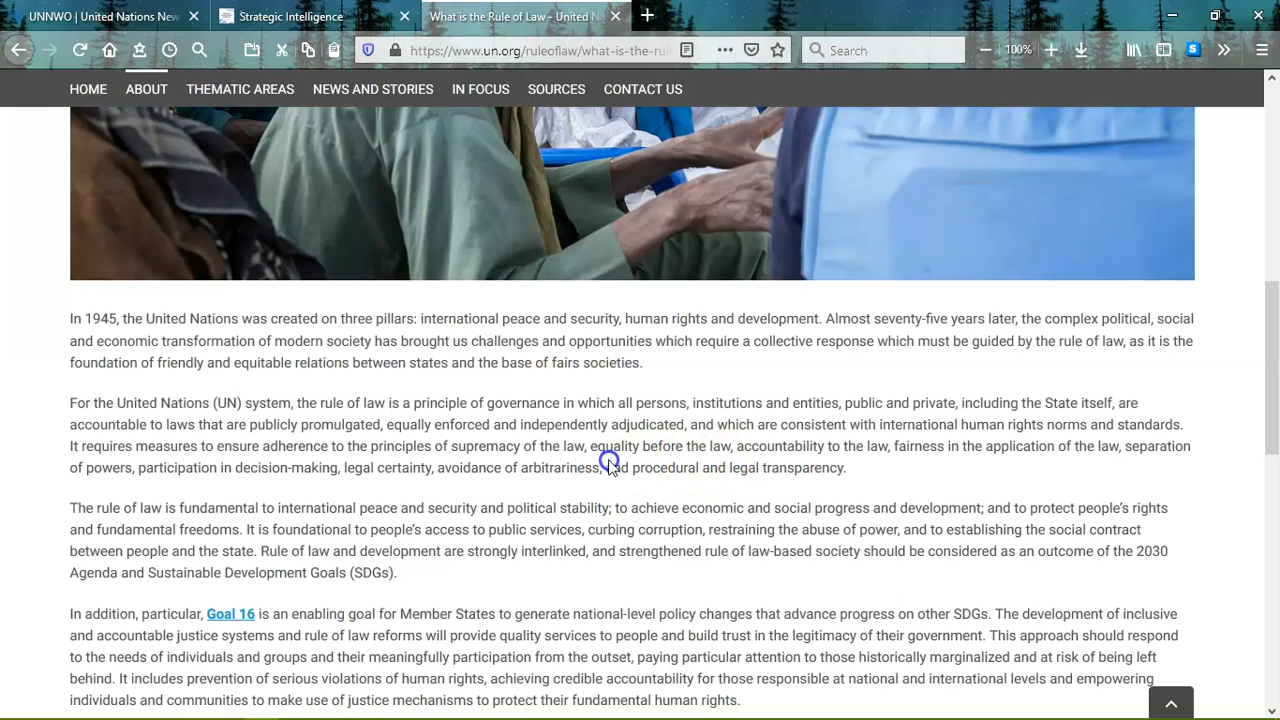 UNNWO | United Nations New
Strategic Intelligence
What is the Rule of Law - United N
https://www.un.org/ruleoflaw/what-is-the-rule
Search
100%
HOME ABOUT THEMATIC AREAS NEWS AND STORIES IN FOCUS SOURCES CONTACT US
In 1945, the United Nations was created on three pillars: international peace and security, human rights and development. Almost seventy-five years later, the complex political, social
and economic transformation of modern society has brought us challenges and opportunities which require a collective response which must be guided by the rule of law, as it is the
foundation of friendly and equitable relations between states and the base of fairs societies.
For the United Nations (UN) system, the rule of law is a principle of governance in which all persons, institutions and entities, public and private, including the State itself, are
accountable to laws that are publicly promulgated, equally enforced and independently adjudicated, and which are consistent with international human rights norms and standards.
It requires measures to ensure adherence to the principles of supremacy of the law, equality before the law, accountability to the law, fairness in the application of the law, separation
of powers, participation in decision-making, legal certainty, avoidance of arbitrariness, and procedural and legal transparency.
The rule of law is fundamental to international peace and security and political stability; to achieve economic and social progress and development; and to protect people's rights
and fundamental freedoms. It is foundational to people's access to public services, curbing corruption, restraining the abuse of power, and to establishing the social contract
between people and the state. Rule of law and development are strongly interlinked, and strengthened rule of law-based society should be considered as an outcome of the 2030
Agenda and Sustainable Development Goals (SDGs).
In addition, particular, Goal 16 is an enabling goal for Member States to generate national-level policy changes that advance progress on other SDGs. The development of inclusive
and accountable justice systems and rule of law reforms will provide quality services to people and build trust in the legitimacy of their government. This approach should respond
to the needs of individuals and groups and their meaningfully participation from the outset, paying particular attention to those historically marginalized and at risk of being left
behind. It includes prevention of serious violations of human rights, achieving credible accountability for those responsible at national and international levels and empowering
individuals and communities to make use of justice mechanisms to protect their fundamental human rights.